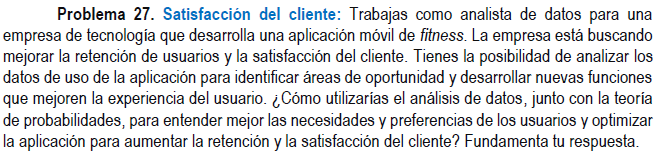 Problema 27. Satisfacción del cliente: Trabajas como analista de datos para una
empresa de tecnología que desarrolla una aplicación móvil de fitness. La empresa está buscando
mejorar la retención de usuarios y la satisfacción del cliente. Tienes la posibilidad de analizar los
datos de uso de la aplicación para identificar áreas de oportunidad y desarrollar nuevas funciones
que mejoren la experiencia del usuario. ¿Cómo utilizarías el análisis de datos, junto con la teoría
de probabilidades, para entender mejor las necesidades y preferencias de los usuarios y optimizar
la aplicación para aumentar la retención y la satisfacción del cliente? Fundamenta tu respuesta.